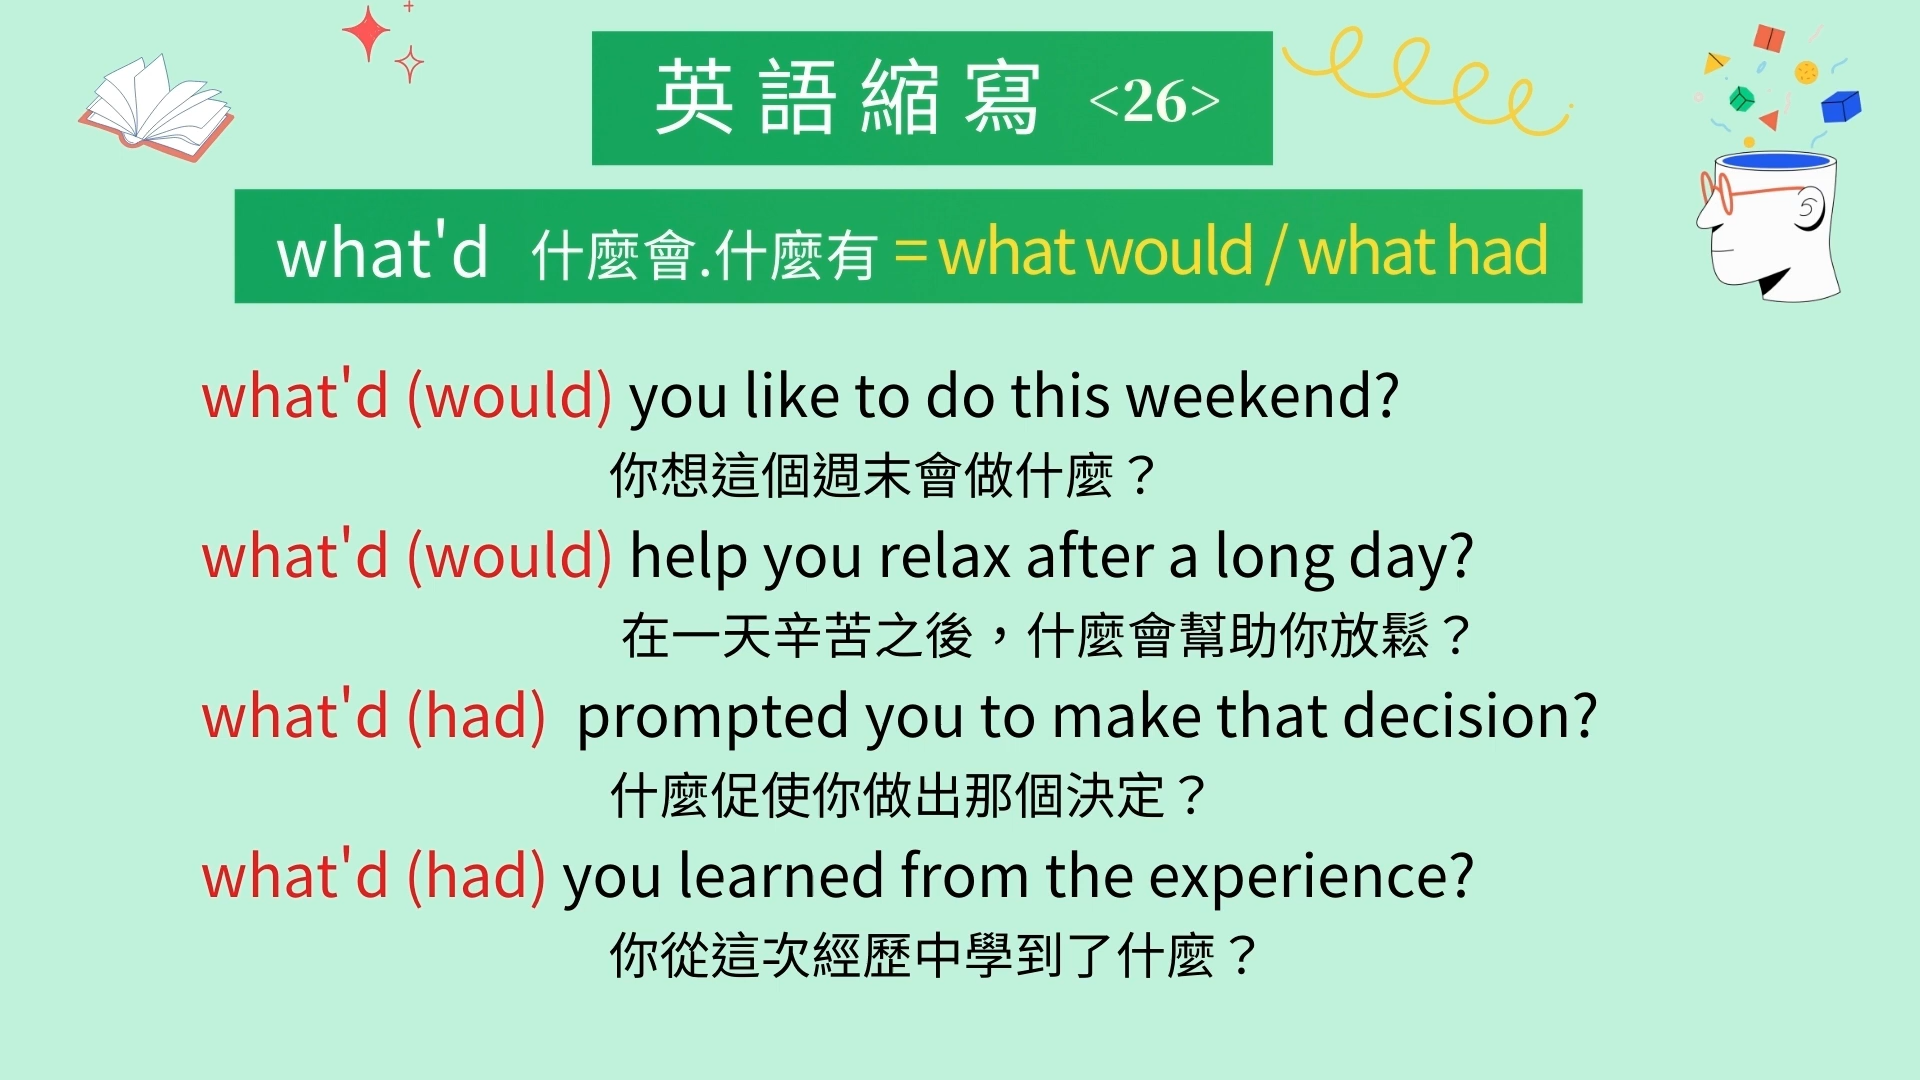 英語縮寫 <26>
what'd 什麼會.什麼有 = what would / what had
what'd (would) you like to do this weekend?
你想這個週末會做什麼？
what'd (would) help you relax after a long day?
在一天辛苦之後，什麼會幫助你放鬆？
what'd (had) prompted you to make that decision?
什麼促使你做出那個決定？
what'd (had) you learned from the experience?
你從這次經歷中學到了什麼？